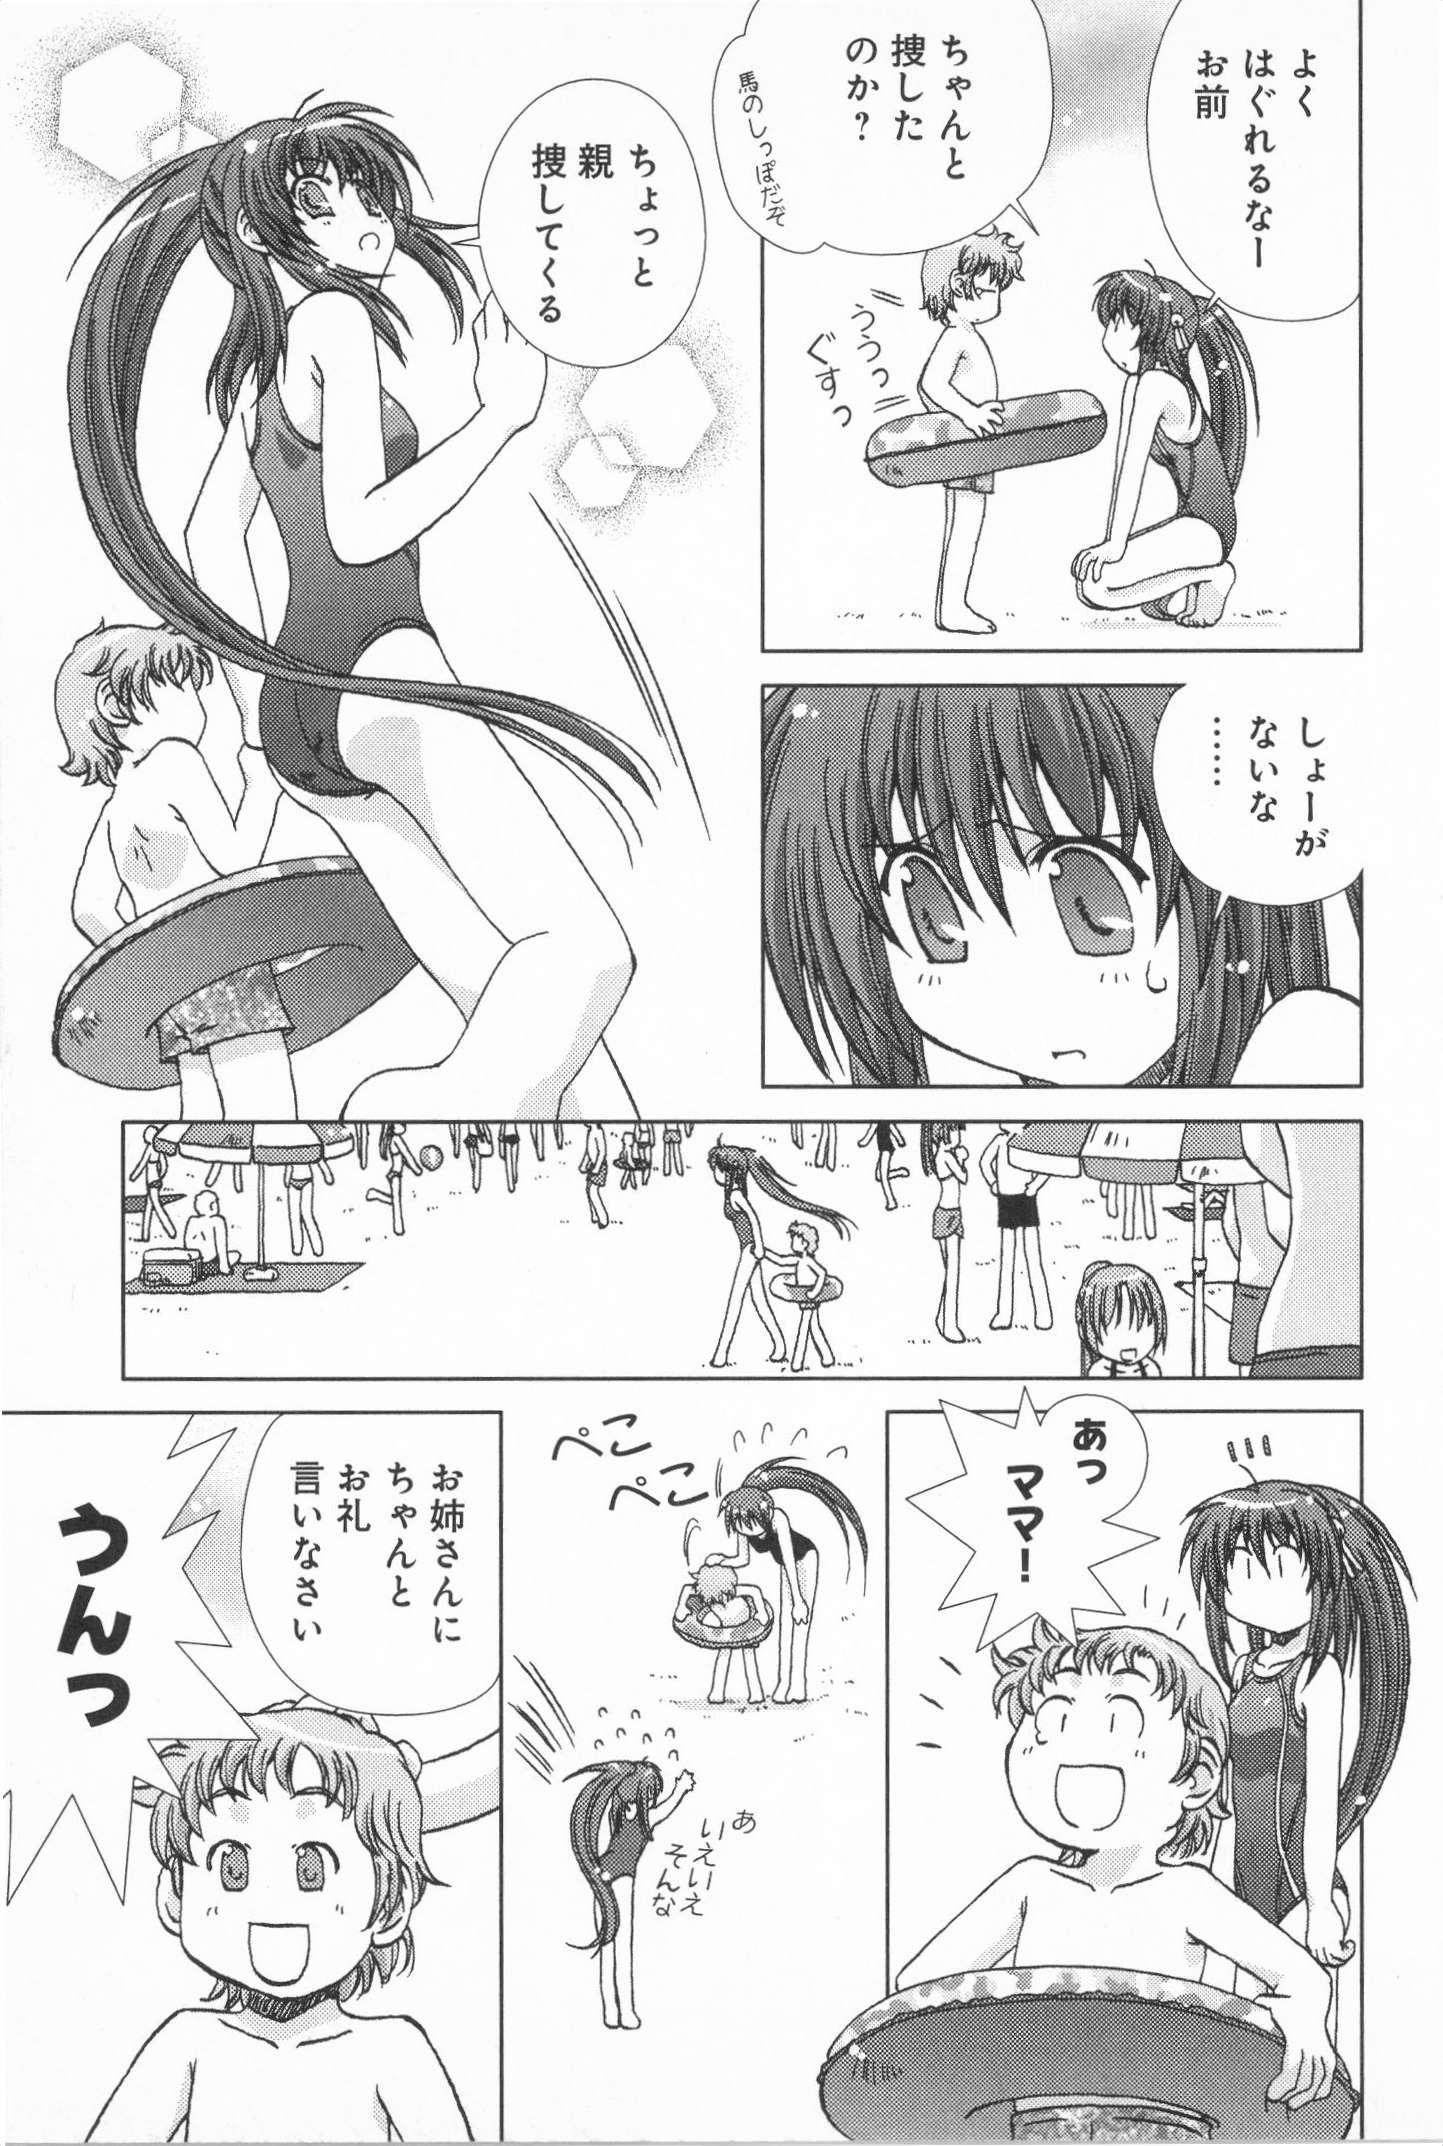 よく
はぐれるなー
お前
ちゃんと
捜した
のか？
馬のしっぽだぞ
ううっ
ぐすっ
しょーが
ないな
……
ちょっと
親
捜してくる
あっ
ママ！
ぺこ
ぺこ
あ
いえいえ
そんな
お姉さんに
ちゃんと
お礼
言いなさい
うんっ